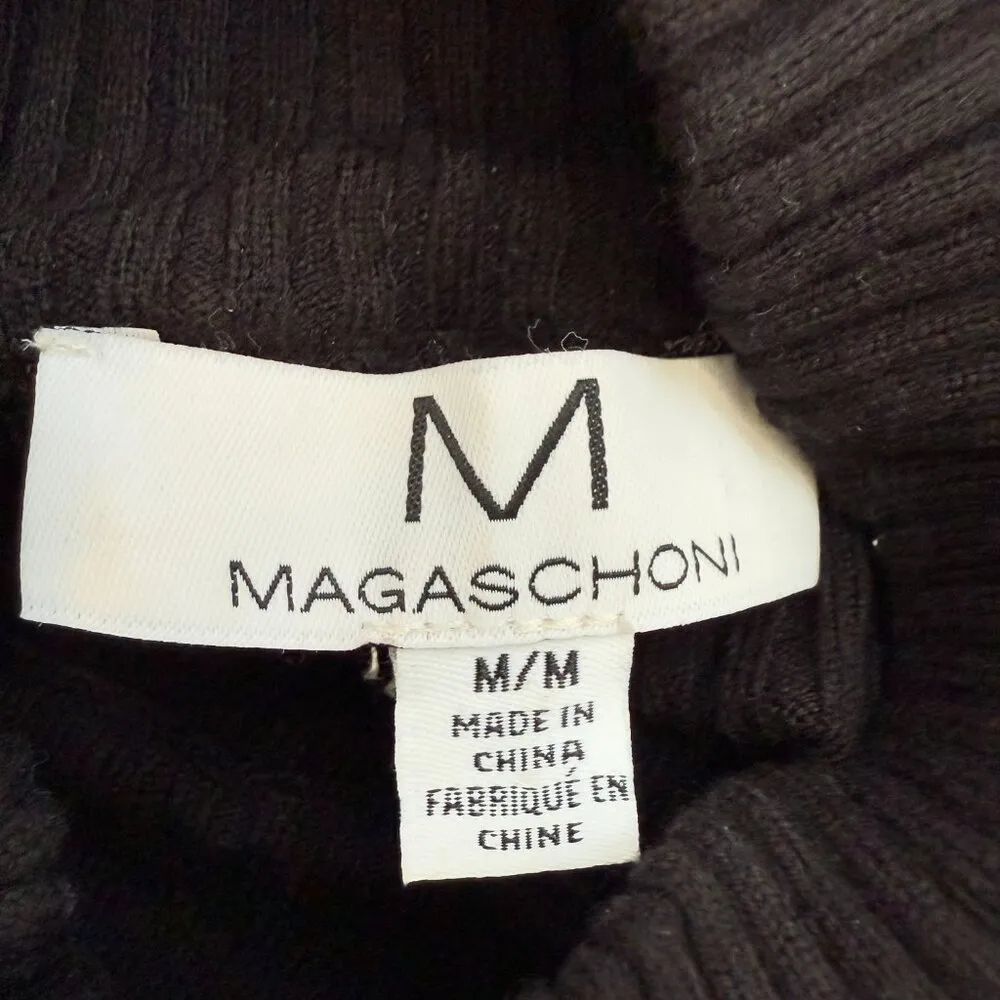 M
MAGASCHONI
M/M
MADE IN
CHINA
FABRIQUÉ EN
CHINE